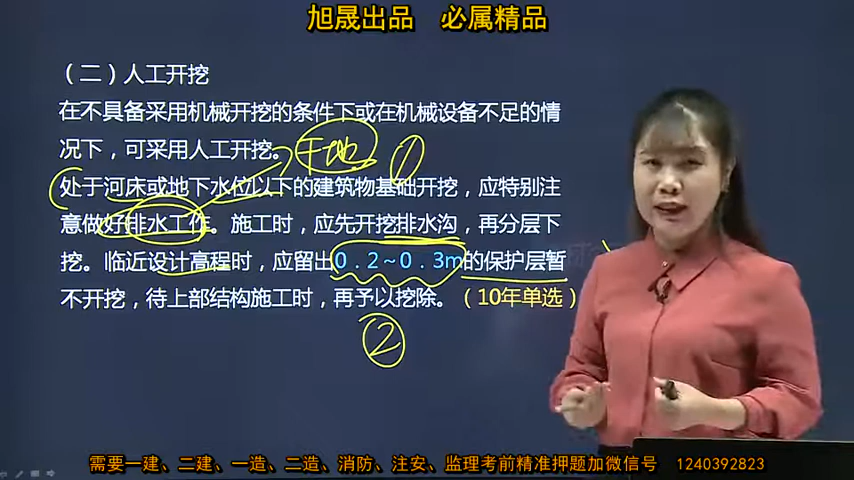 旭晟出品 必属精品
（二）人工开挖
在不具备采用机械开挖的条件下或在机械设备不足的情
况下，可采用人工开挖。
干地
①
处于河床或地下水位以下的建筑物基础开挖，应特别注
意做好排水工作。施工时，应先开挖排水沟，再分层下
挖。临近设计高程时，应留出0.2~0.3m的保护层暂
不开挖，待上部结构施工时，再予以挖除。（10年单选）
②
需要一建、二建、一造、二造、消防、注安、监理考前精准押题加微信号 1240392823